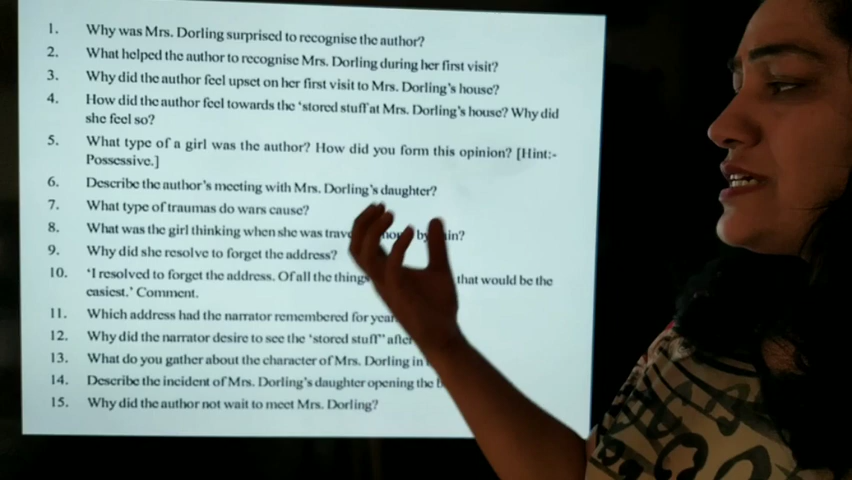 1. Why was Mrs. Dorling surprised to recognise the author?
2. What helped the author to recognise Mrs. Dorling during her first visit?
3. Why did the author feel upset on her first visit to Mrs. Dorling's house?
4. How did the author feel towards the 'stored stuff' at Mrs. Dorling's house? Why did
she feel so?
5. What type of a girl was the author? How did you form this opinion? [Hint:-
Possessive.]
6. Describe the author's meeting with Mrs. Dorling's daughter?
7. What type of traumas do wars cause?
8. What was the girl thinking when she was
9. Why did she resolve to forget the address?
10. 'I resolved to forget the address. Of all the things that would be the
easiest.' Comment.
11. Which address had the narrator remembered for
12. Why did the narrator desire to see the 'stored stuff"
13. What do you gather about the character of Mrs. Dorling in
14. Describe the incident of Mrs. Dorling's daughter opening the
15. Why did the author not wait to meet Mrs. Dorling?